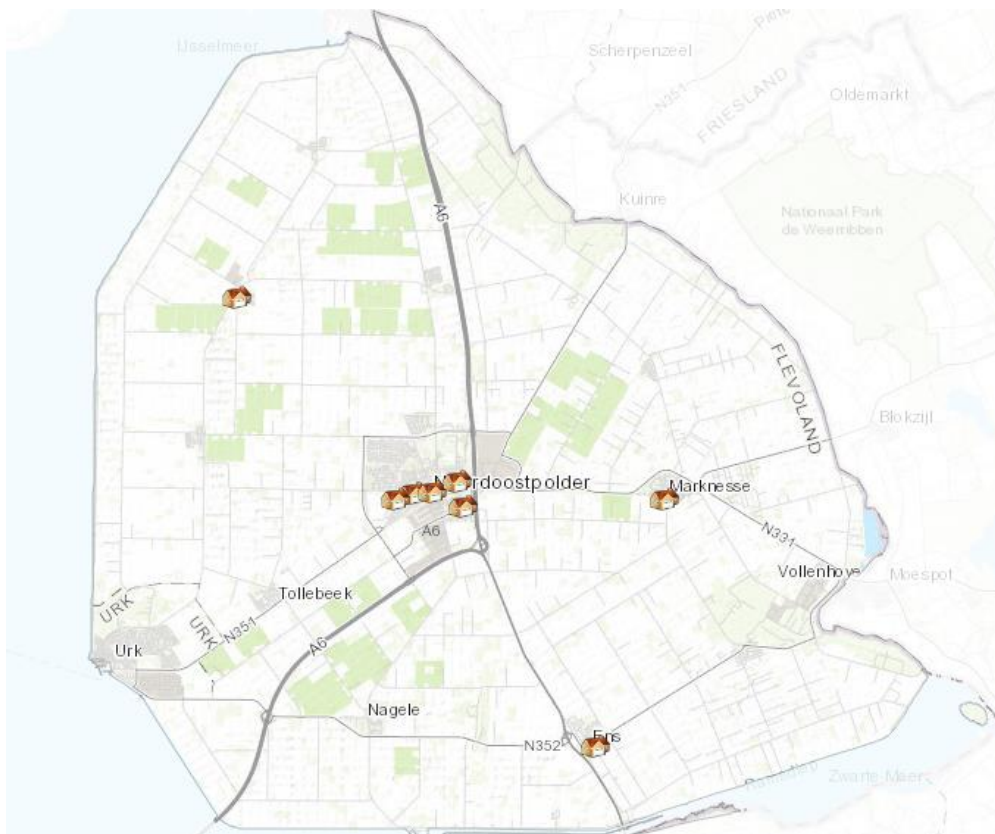 IJsselmeer
Scherpenzeel
N351
FRIESLAND
Oldemarkt
A6
Kuinre
Nationaal Park
de Weerribben
FLEVOLAND
Blokzijl
Marknesse
A6
N331
Vollenhove
Moespot
Tollebeek
URK
URK
N351
A6
Urk
Nagele
N352
Ens
Zwarte Meer